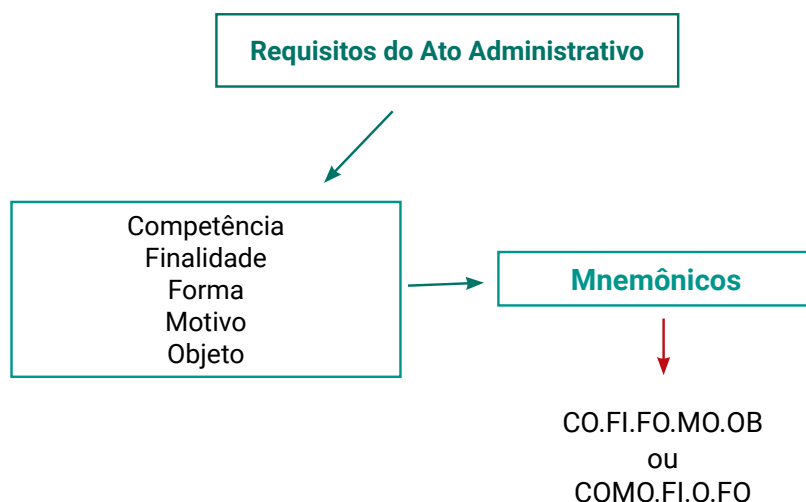 Requisitos do Ato Administrativo
Competência
Finalidade
Forma
Motivo
Objeto
Mnemônicos
CO.FI.FO.MO.OB
ou
COMO.FI.O.FO